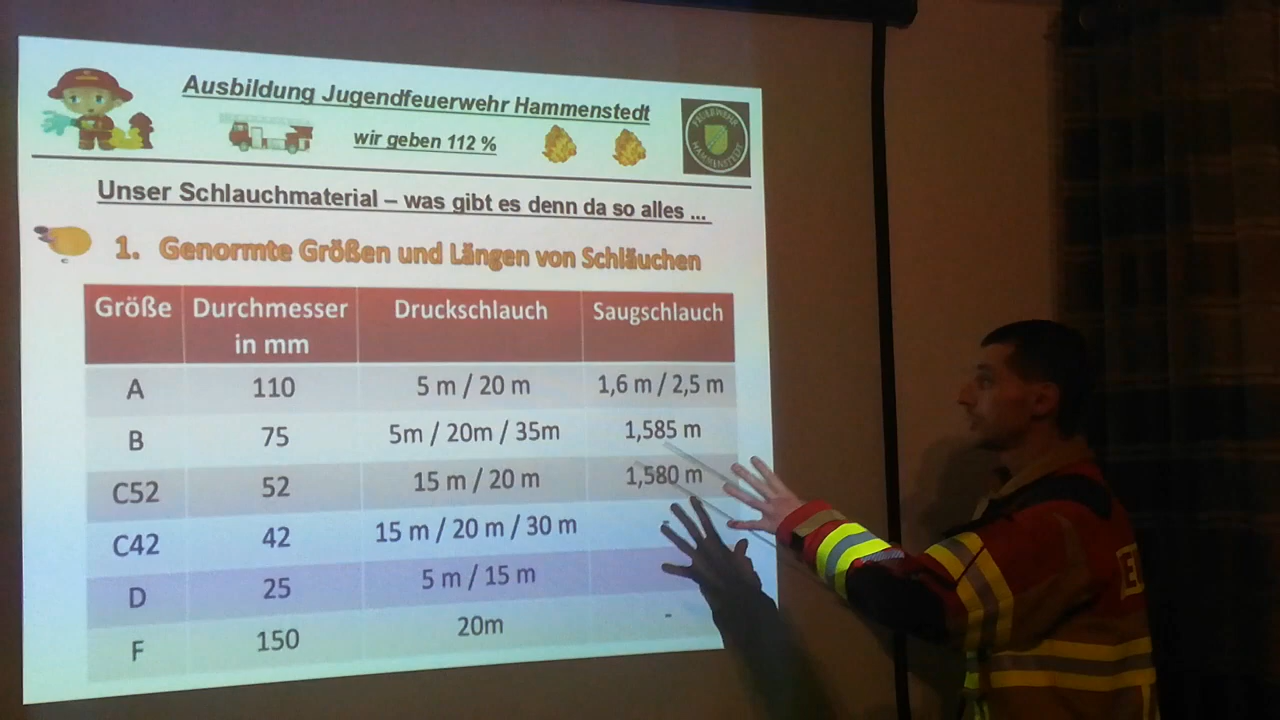 Ausbildung Jugendfeuerwehr Hammenstedt
wir geben 112 %
FEUERWEHR
HAMMENSTEDT
Unser Schlauchmaterial – was gibt es denn da so alles ...
1. Genormte Größen und Längen von Schläuchen
Größe Durchmesser in mm Druckschlauch Saugschlauch
A 110 5 m / 20 m 1,6 m / 2,5 m
B 75 5m / 20m / 35m 1,585 m
C52 52 15 m / 20 m 1,580 m
C42 42 15 m / 20 m / 30 m -
D 25 5 m / 15 m
F 150 20m -